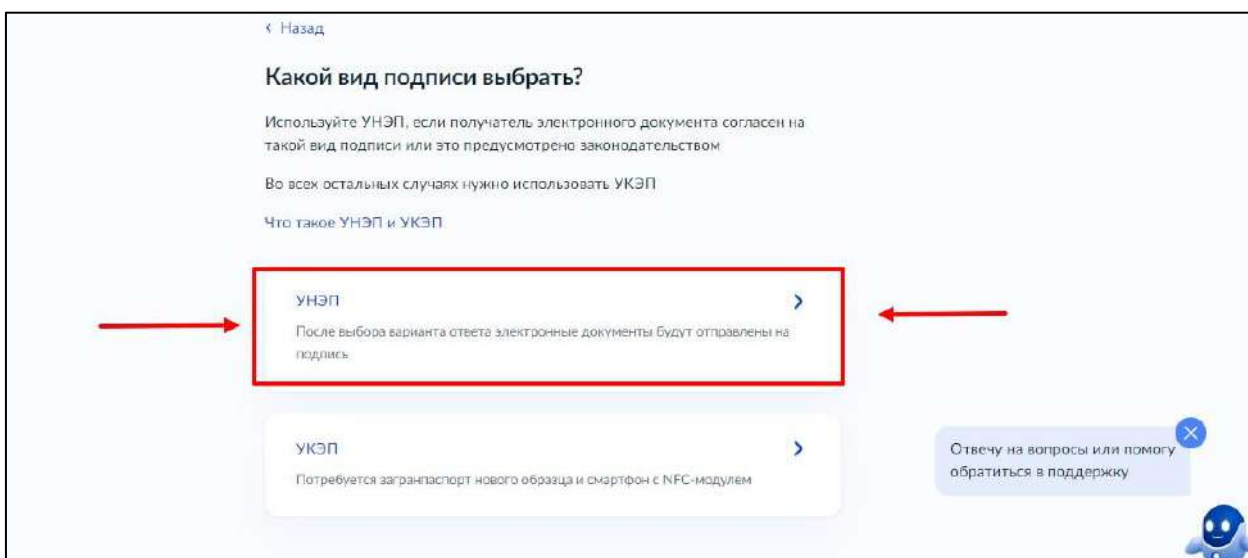 Назад
Какой вид подписи выбрать?
Используйте УНЭП, если получатель электронного документа согласен на
такой вид подписи или это предусмотрено законодательством
Во всех остальных случаях нужно использовать УКЭП
Что такое УНЭП и УКЭП
УНЭП
После выбора варианта ответа электронные документы будут отправлены на
подпись
УКЭП
Потребуется загранпаспорт нового образца и смартфон с NFC-модулем
Отвечу на вопросы или помогу
обратиться в поддержку